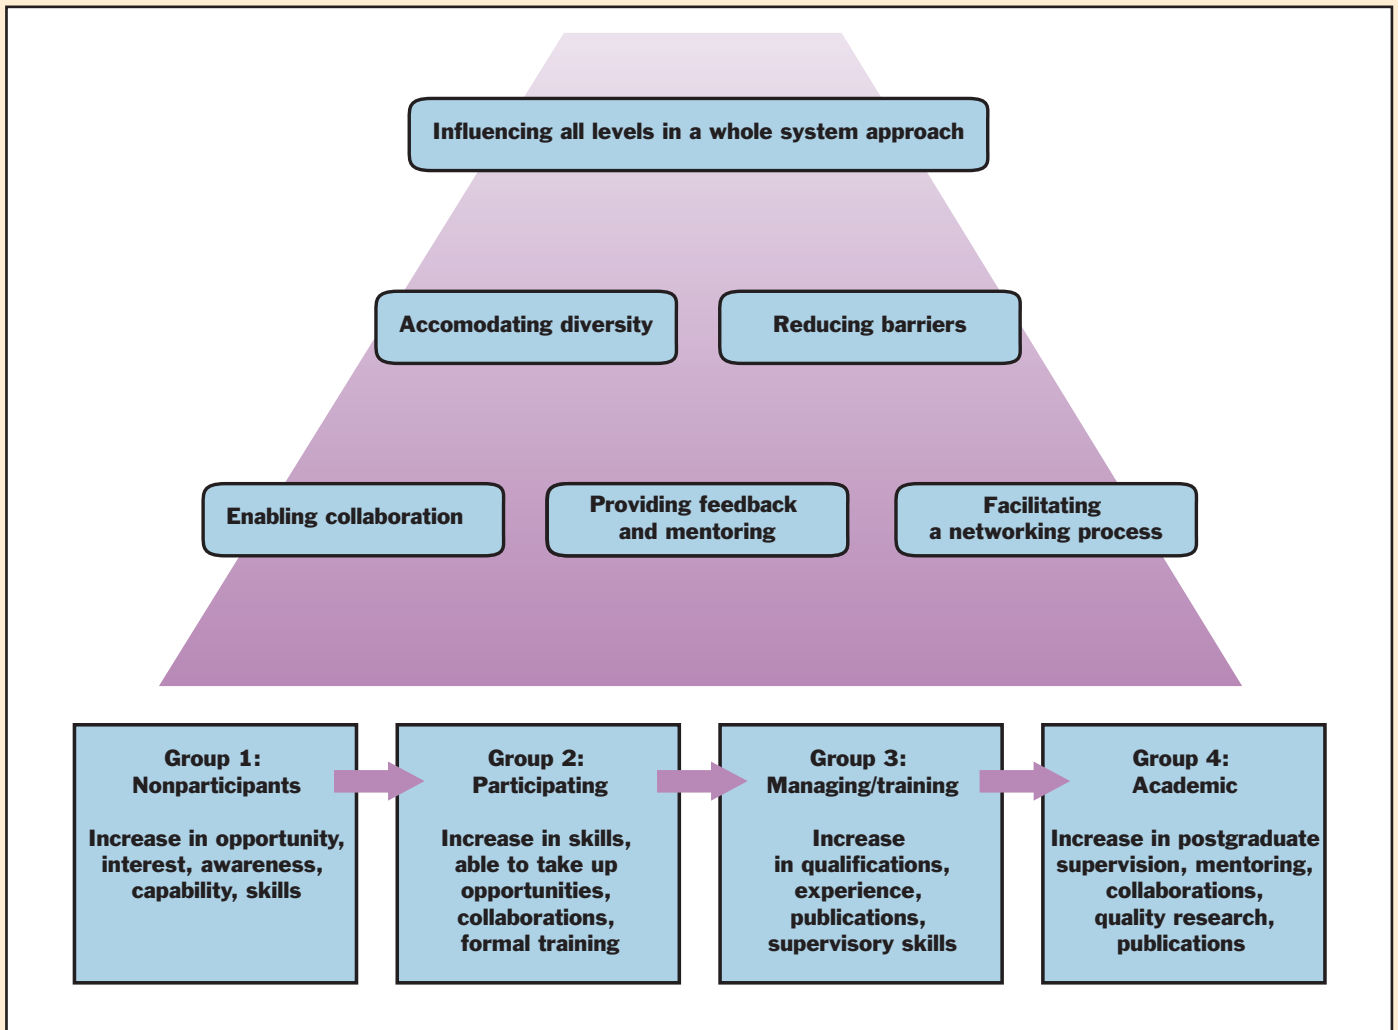 Influencing all levels in a whole system approach
Accomodating diversity
Reducing barriers
Enabling collaboration
Providing feedback
and mentoring
Facilitating
a networking process
Group 1:
Nonparticipants
Increase in opportunity,
interest, awareness,
capability, skills
Group 2:
Participating
Increase in skills,
able to take up
opportunities,
collaborations,
formal training
Group 3:
Managing/training
Increase
in qualifications,
experience,
publications,
supervisory skills
Group 4:
Academic
Increase in postgraduate
supervision, mentoring,
collaborations,
quality research,
publications